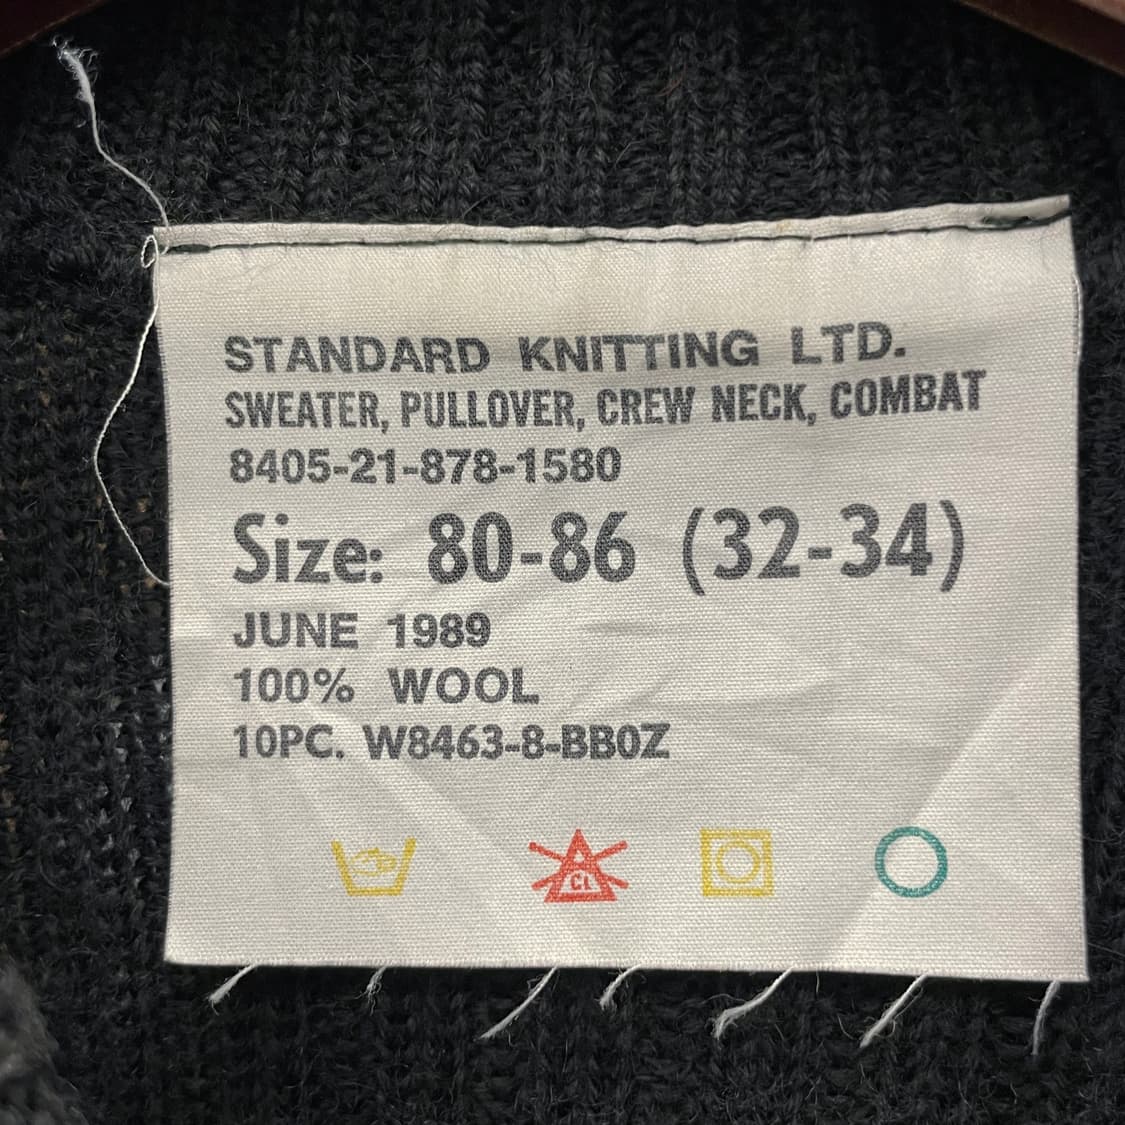 STANDARD KNITTING LTD.
SWEATER, PULLOVER, CREW NECK, COMBAT
8405-21-878-1580
Size: 80-86 (32-34)
JUNE 1989
100% WOOL
10PC. W8463-8-BB0Z
CL